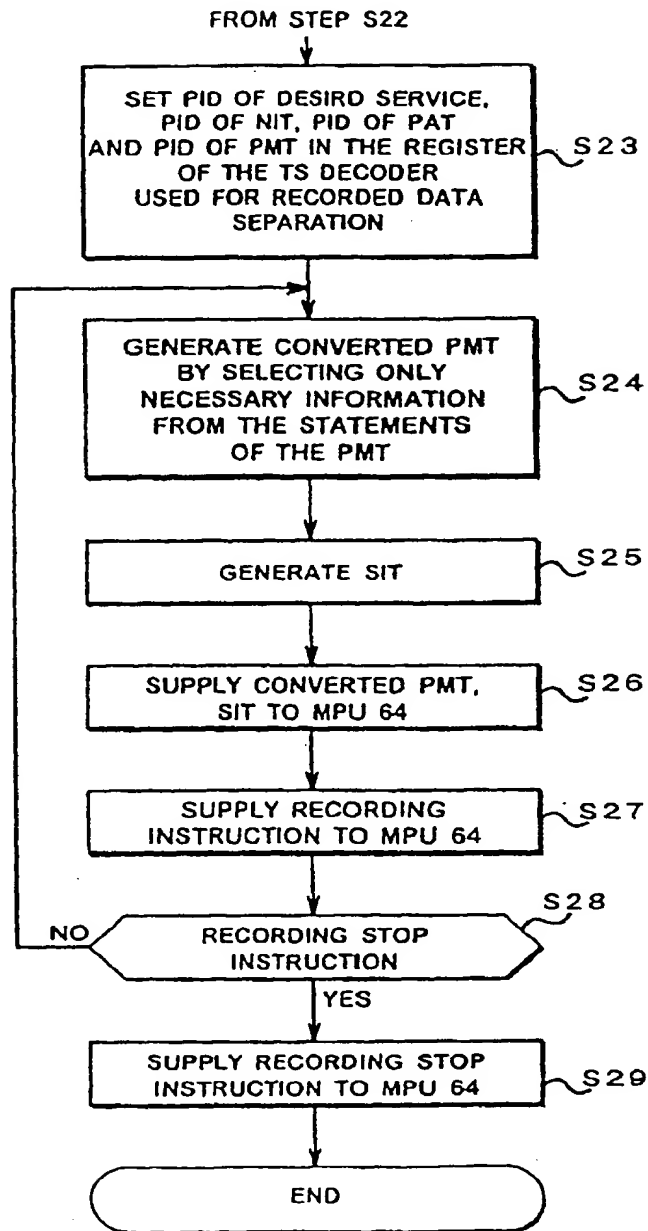 FROM STEP S22
SET PID OF DESIRD SERVICE,
PID OF NIT, PID OF PAT
AND PID OF PMT IN THE REGISTER
OF THE TS DECODER
USED FOR RECORDED DATA
SEPARATION
S23
GENERATE CONVERTED PMT
BY SELECTING ONLY
NECESSARY INFORMATION
FROM THE STATEMENTS
OF THE PMT
S24
GENERATE SIT
S25
SUPPLY CONVERTED PMT,
SIT TO MPU 64
S26
SUPPLY RECORDING
INSTRUCTION TO MPU 64
S27
RECORDING STOP
INSTRUCTION
S28
NO
YES
SUPPLY RECORDING STOP
INSTRUCTION TO MPU 64
S29
END